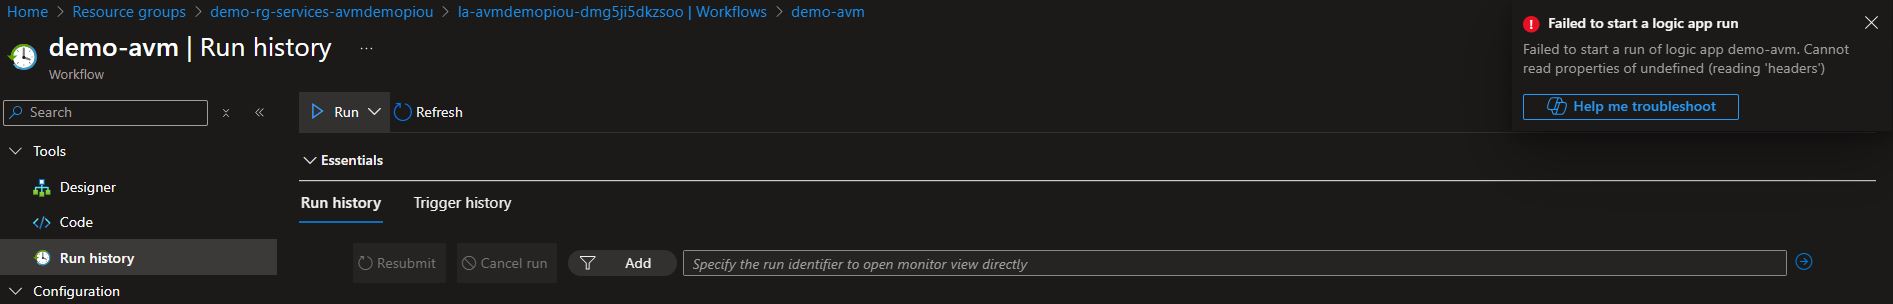 Home > Resource groups > demo-rg-services-avmdemopiou > la-avmdemopiou-dmg5ji5dkzsoo | Workflows > demo-avm
demo-avm | Run history ...
Workflow
Search
Tools
Designer
Code
Run history
Configuration
Run
Refresh
Essentials
Run history Trigger history
Resubmit Cancel run Add Specify the run identifier to open monitor view directly
Failed to start a logic app run
Failed to start a run of logic app demo-avm. Cannot
read properties of undefined (reading 'headers')
Help me troubleshoot